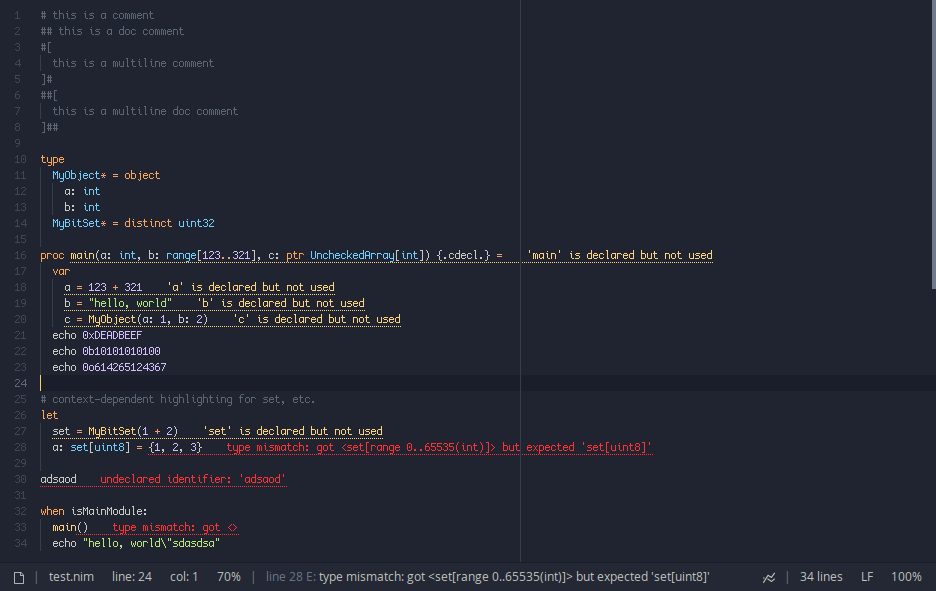 1 # this is a comment
2 ## this is a doc comment
3 #[
4 this is a multiline comment
5 ]#
6 ##[
7 this is a multiline doc comment
8 ]##
9
10 type
11 MyObject* = object
12 a: int
13 b: int
14 MyBitSet* = distinct uint32
15
16 proc main(a: int, b: range[123..321], c: ptr UncheckedArray[int]) {.cdecl.} = 'main' is declared but not used
17 var
18 a = 123 + 321 'a' is declared but not used
19 b = "hello, world" 'b' is declared but not used
20 c = MyObject(a: 1, b: 2) 'c' is declared but not used
21 echo 0xDEADBEEF
22 echo 0b10101010100
23 echo 0o614265124367
24
25 # context-dependent highlighting for set, etc.
26 let
27 set = MyBitSet(1 + 2) 'set' is declared but not used
28 a: set[uint8] = {1, 2, 3} type mismatch: got <set[range 0..65535(int)]> but expected 'set[uint8]'
29
30 adsaod undeclared identifier: 'adsaod'
31
32 when isMainModule:
33 main() type mismatch: got <>
34 echo "hello, world\"sdasdsa"
test.nim line: 24 col: 1 70% line 28 E: type mismatch: got <set[range 0..65535(int)]> but expected 'set[uint8]' 34 lines LF 100%